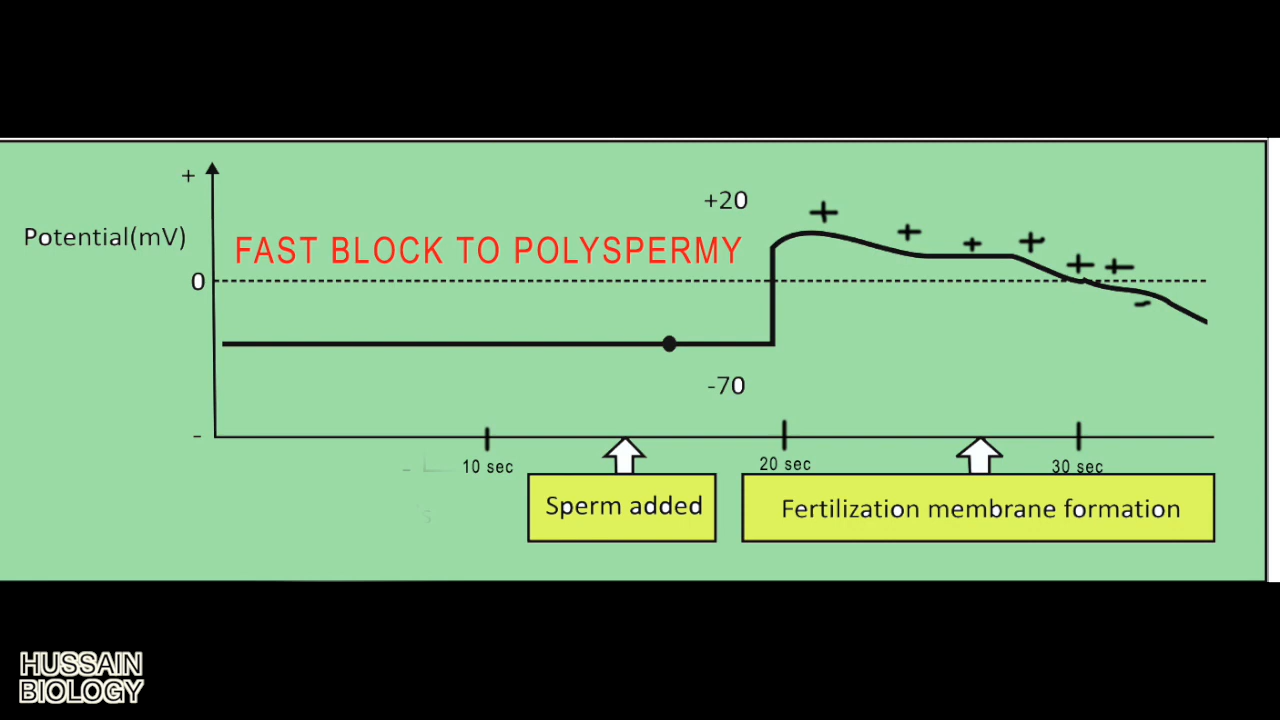 +
+20
Potential(mV)
FAST BLOCK TO POLYSPERMY
0
-70
-
10 sec
20 sec
30 sec
Sperm added
Fertilization membrane formation
HUSSAIN
BIOLOGY